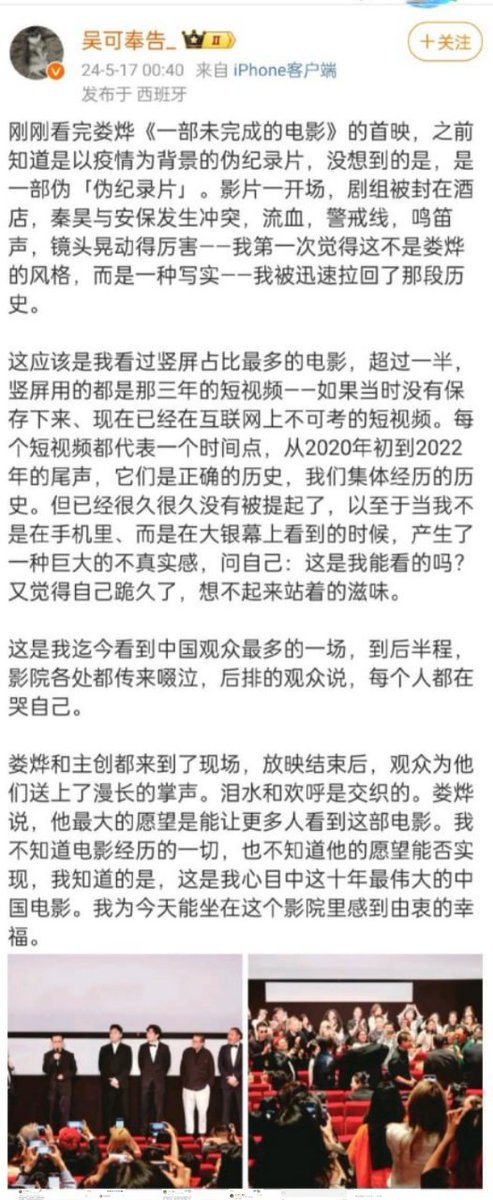 吴可奉告_
II
+关注
24-5-17 00:40 来自 iPhone客户端
发布于 西班牙
刚刚看完娄烨《一部未完成的电影》的首映，之前
知道是以疫情为背景的伪纪录片，没想到的是，是
一部伪「伪纪录片」。影片一开场，剧组被封在酒
店，秦昊与安保发生冲突，流血，警戒线，鸣笛
声，镜头晃动得厉害——我第一次觉得这不是娄烨
的风格，而是一种写实——我被迅速拉回了那段历
史。
这应该是我看过竖屏占比最多的电影，超过一半，
竖屏用的都是那三年的短视频——如果当时没有保
存下来、现在已经在互联网上不可考的短视频。每
个短视频都代表一个时间点，从2020年初到2022
年的尾声，它们是正确的历史，我们集体经历的历
史。但已经很久很久没有被提起了，以至于当我不
是在手机里、而是在大银幕上看到的时候，产生了
一种巨大的不真实感，问自己：这是我能看的吗？
又觉得自己跪久了，想不起来站着的滋味。
这是我迄今看到中国观众最多的一场，到后半程，
影院各处都传来啜泣，后排的观众说，每个人都在
哭自己。
娄烨和主创都来到了现场，放映结束后，观众为他
们送上了漫长的掌声。泪水和欢呼是交织的。娄烨
说，他最大的愿望是能让更多人看到这部电影。我
不知道电影经历的一切，也不知道他的愿望能否实
现，我知道的是，这是我心目中这十年最伟大的中
国电影。我为今天能坐在这个影院里感到由衷的幸
福。